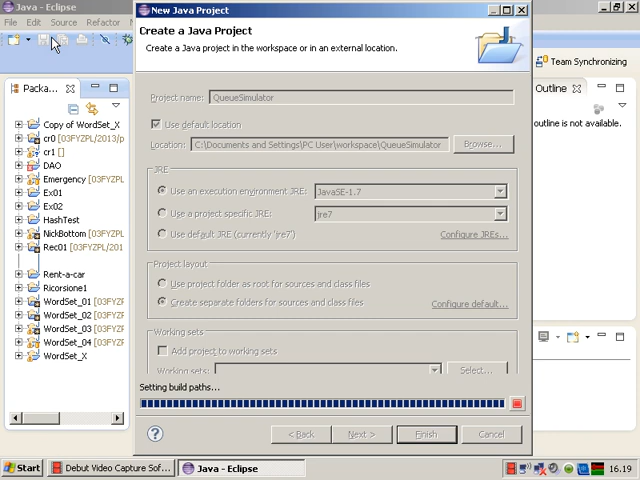 Java - Eclipse
File Edit Source Refactor
New Java Project
Create a Java Project
Create a Java project in the workspace or in an external location.
Team Synchronizing
Packa...
Outline
outline is not available.
Copy of WordSet_X
cr0 [03FYZPL/2013/p
cr1 []
DAO
Emergency [03FYZPL
Ex01
Ex02
HashTest
NickBottom [03FYZP
Rec01 [03FYZPL/201
Rent-a-car
Ricorsione1
WordSet_01 [03FYZP
WordSet_02 [03FYZP
WordSet_03 [03FYZP
WordSet_04 [03FYZP
WordSet_X
Project name: QueueSimulator
Use default location
Location: C:\Documents and Settings\PC User\workspace\QueueSimulator Browse...
JRE
Use an execution environment JRE: JavaSE-1.7
Use a project specific JRE: jre7
Use default JRE (currently 'jre7') Configure JREs...
Project layout
Use project folder as root for sources and class files
Create separate folders for sources and class files Configure default...
Working sets
Add project to working sets
Working sets: Select...
Setting build paths...
? < Back Next > Finish Cancel
Start Debut Video Capture Sof... Java - Eclipse 16.19